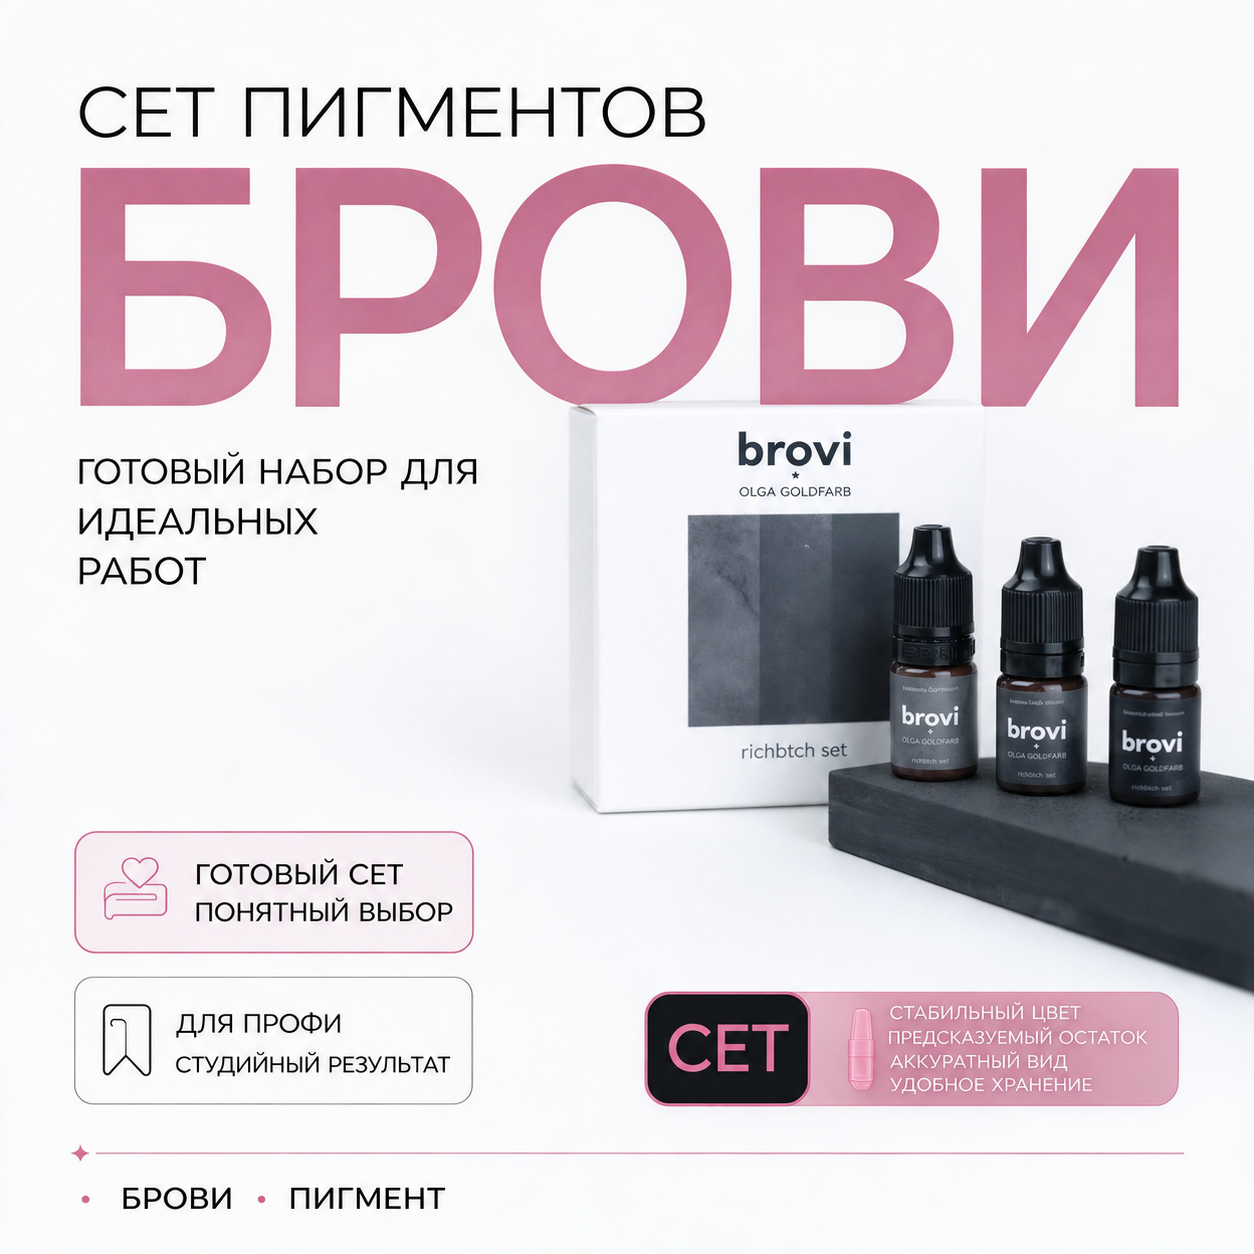 СЕТ ПИГМЕНТОВ
БРОВИ
ГОТОВЫЙ НАБОР ДЛЯ
ИДЕАЛЬНЫХ
РАБОТ
brovi
OLGA GOLDFARB
richbtch set
brovi
OLGA GOLDFARB
richbtch set
brovi
OLGA GOLDFARB
richbtch set
brovi
OLGA GOLDFARB
richbtch set
ГОТОВЫЙ СЕТ
ПОНЯТНЫЙ ВЫБОР
ДЛЯ ПРОФИ
СТУДИЙНЫЙ РЕЗУЛЬТАТ
СЕТ
СТАБИЛЬНЫЙ ЦВЕТ
ПРЕДСКАЗУЕМЫЙ ОСТАТОК
АККУРАТНЫЙ ВИД
УДОБНОЕ ХРАНЕНИЕ
• БРОВИ • ПИГМЕНТ